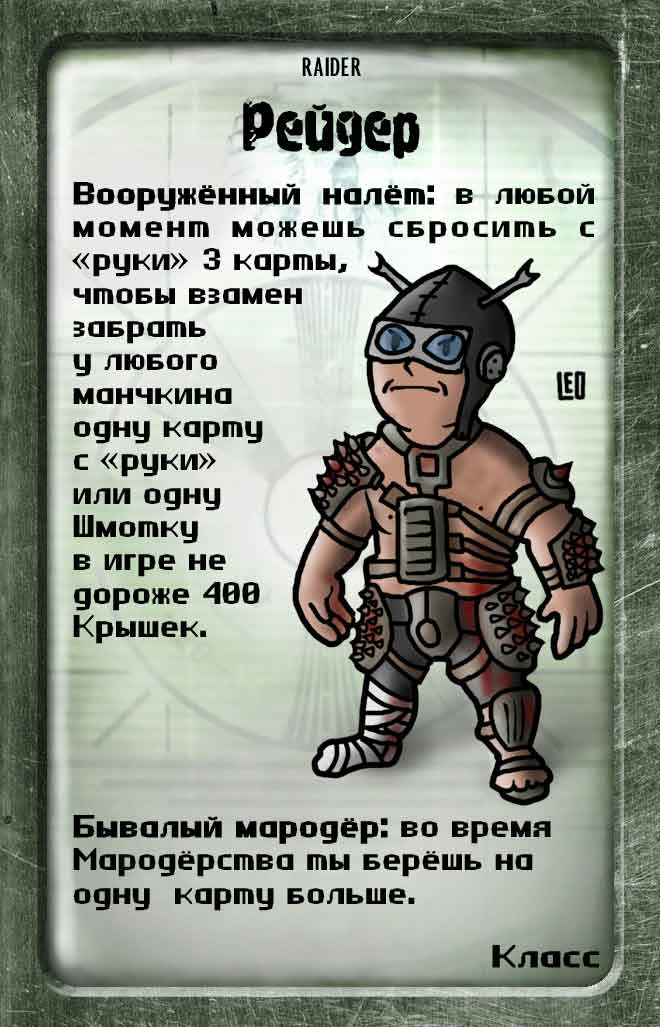 RAIDER
Рейдер
Вооружённый налёт: в любой
момент можешь сбросить с
«руки» 3 карты,
чтобы взамен
забрать
у любого
манчкина
одну карту
с «руки»
или одну
Шмотку
в игре не
дороже 400
Крышек.
LEO
Бывалый мародёр: во время
Мародёрства ты берёшь на
одну карту больше.
Класс